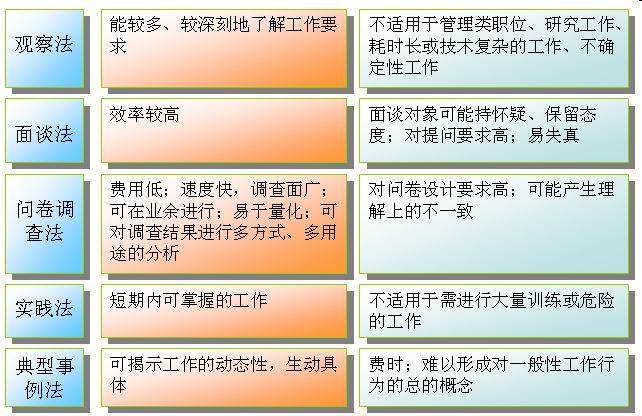 观察法
能较多、较深刻地了解工作要
求
不适用于管理类职位、研究工作、
耗时长或技术复杂的工作、不确
定性工作
面谈法
效率较高
面谈对象可能持怀疑、保留态
度；对提问要求高；易失真
问卷调
查法
费用低；速度快，调查面广；
可在业余进行；易于量化；可
对调查结果进行多方式、多用
途的分析
对问卷设计要求高；可能产生理
解上的不一致
实践法
短期内可掌握的工作
不适用于需进行大量训练或危险
的工作
典型事
例法
可揭示工作的动态性，生动具
体
费时；难以形成对一般性工作行
为的总的概念